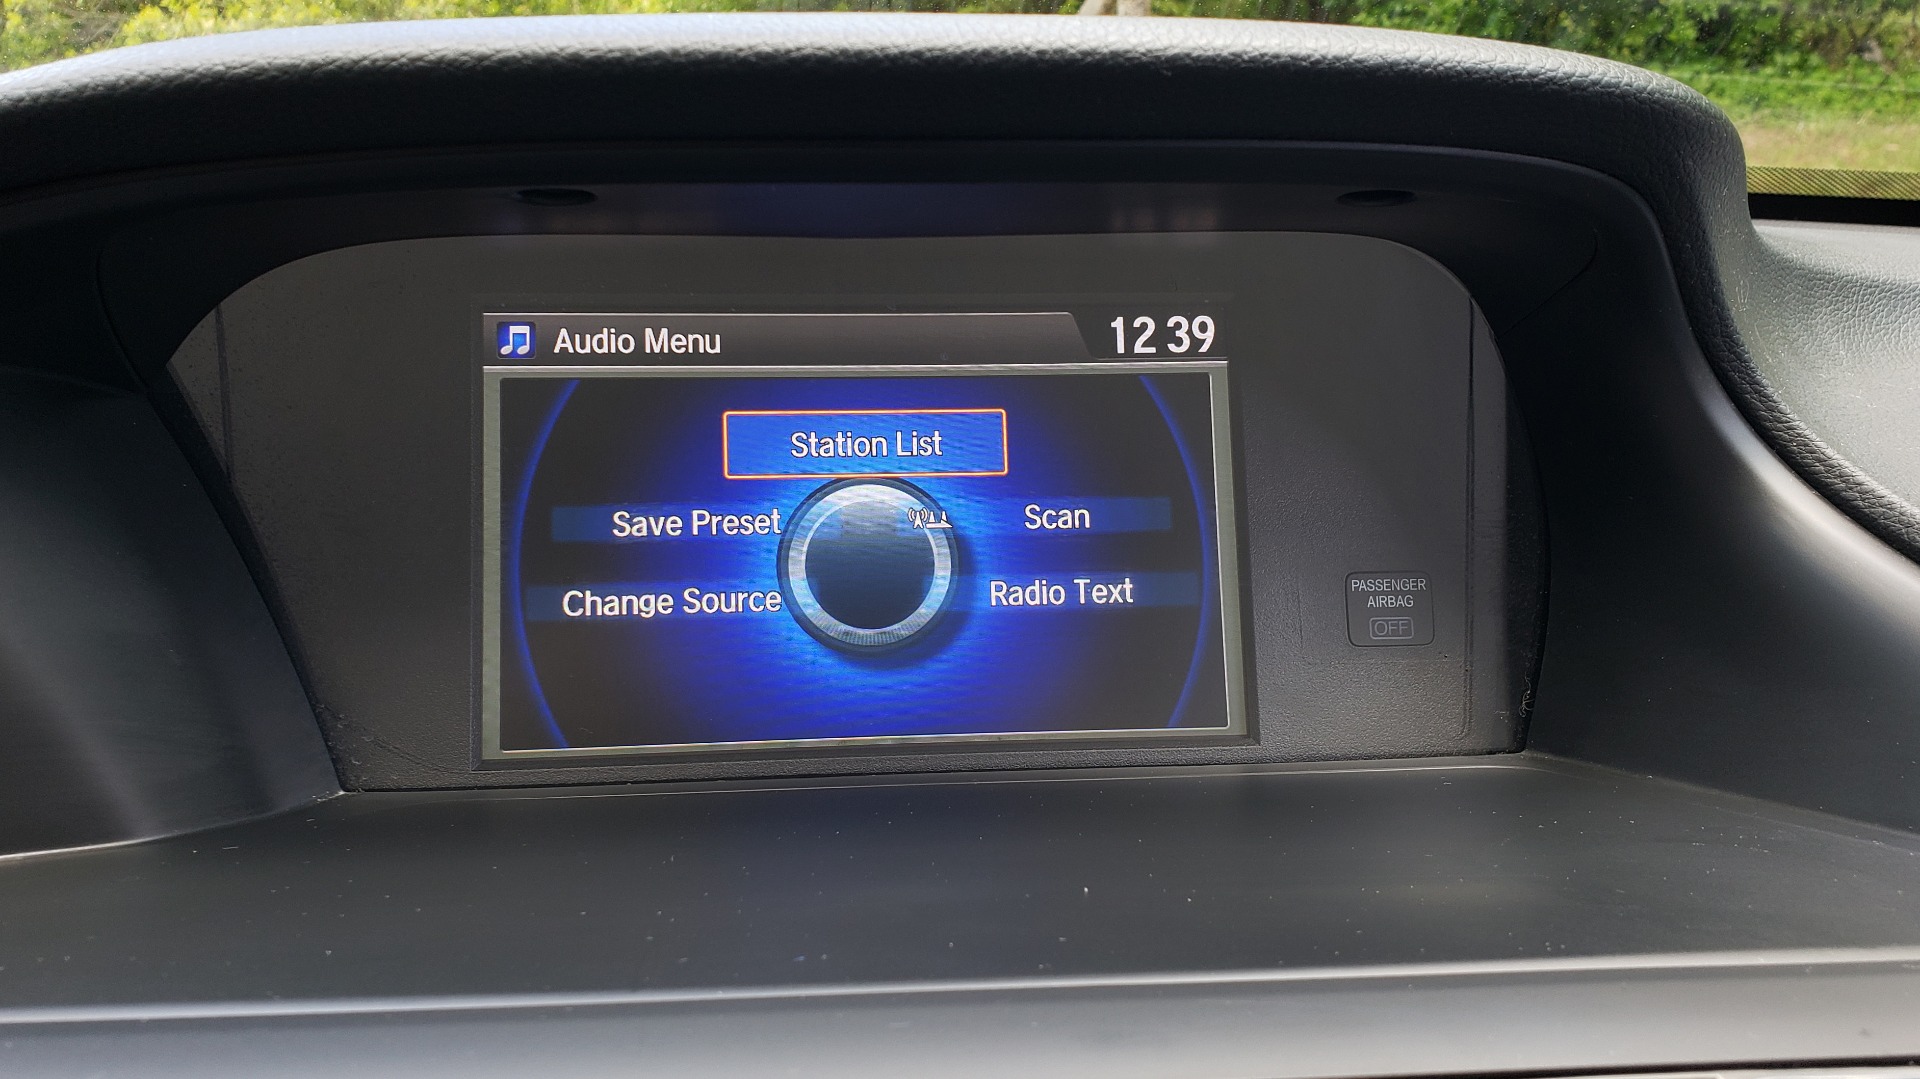 Audio Menu
12 39
Station List
Save Preset
Scan
Change Source
Radio Text
PASSENGER
AIRBAG
OFF